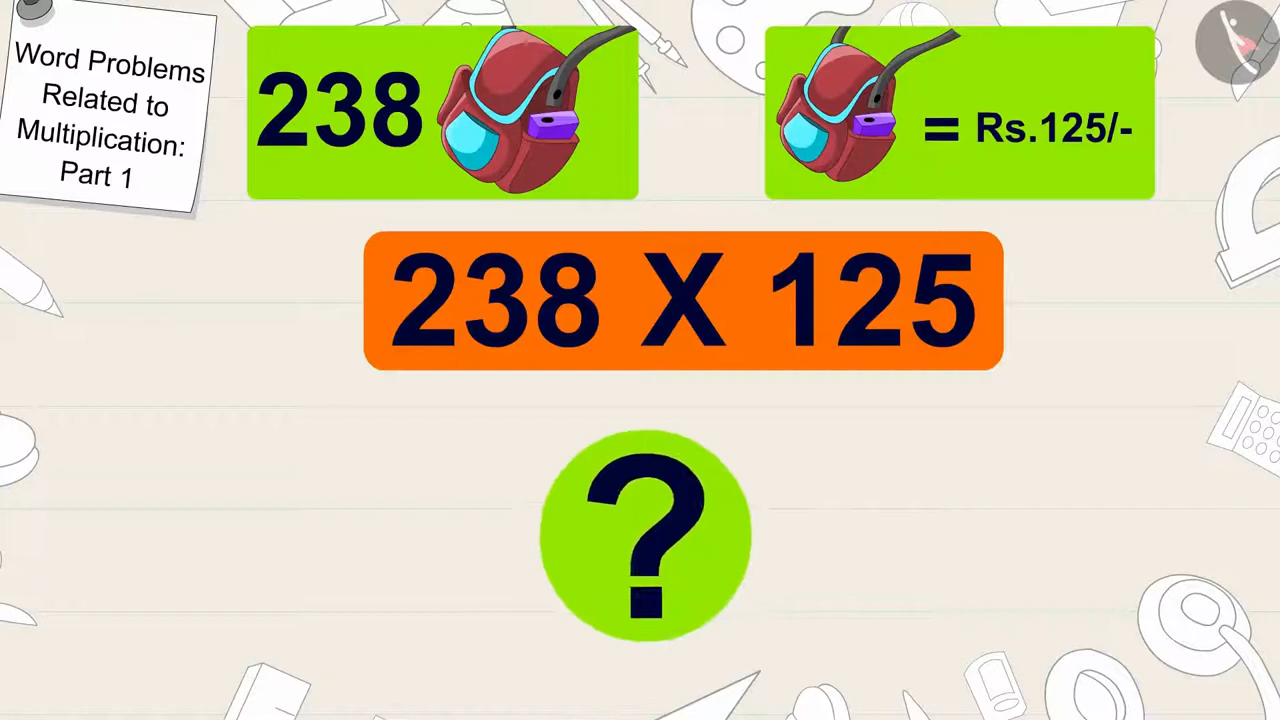 Word Problems
Related to
Multiplication:
Part 1
238
= Rs.125/-
238 X 125
?